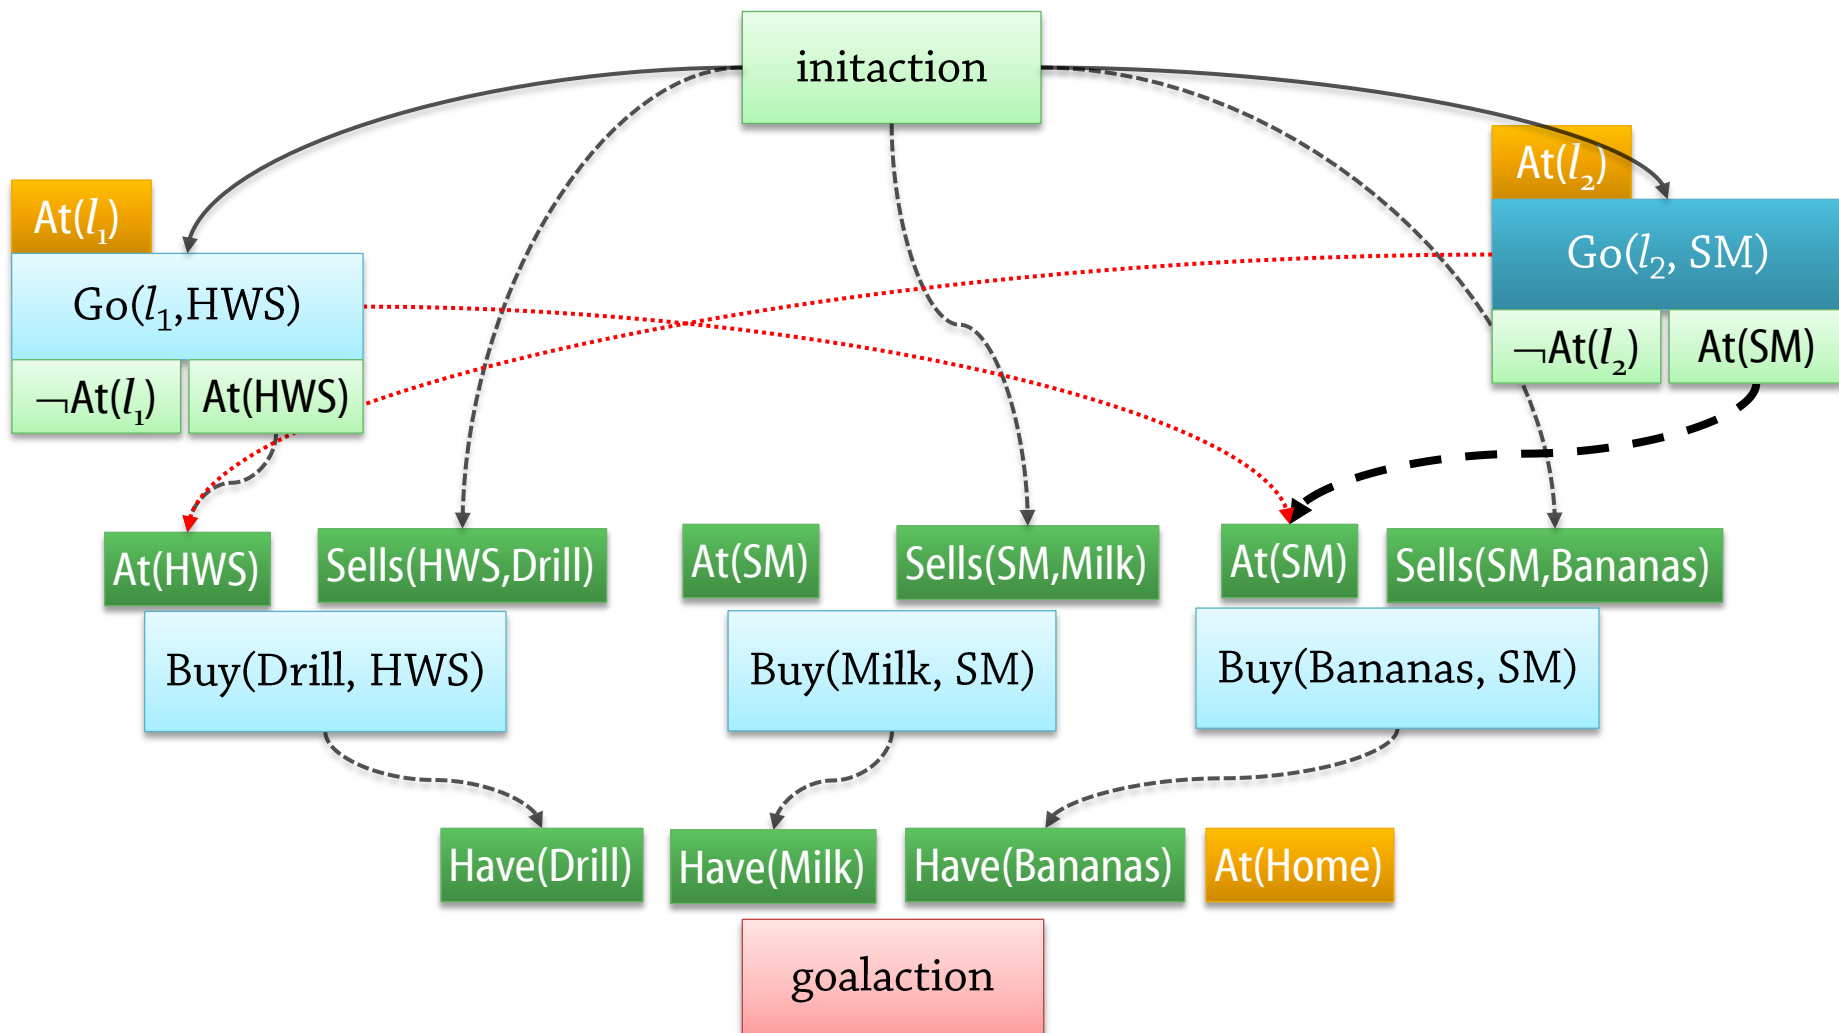 initaction
At(l₁)
Go(l₁,HWS)
¬At(l₁) At(HWS)
At(l₂)
Go(l₂, SM)
¬At(l₂) At(SM)
At(HWS) Sells(HWS,Drill) At(SM) Sells(SM,Milk) At(SM) Sells(SM,Bananas)
Buy(Drill, HWS) Buy(Milk, SM) Buy(Bananas, SM)
Have(Drill) Have(Milk) Have(Bananas) At(Home)
goalaction